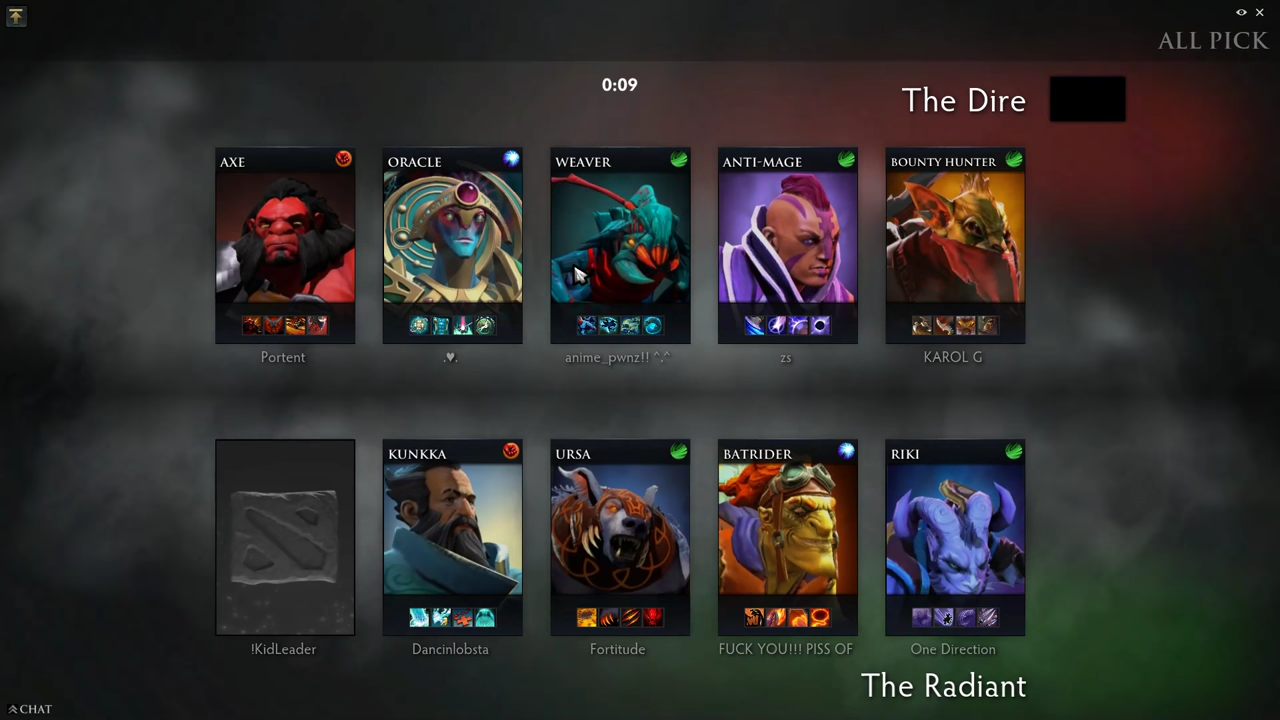 ALL PICK
0:09
The Dire
AXE
ORACLE
WEAVER
ANTI-MAGE
BOUNTY HUNTER
Portent
.♥.
anime_pwnz!! ^.^
zs
KAROL G
KUNKKA
URSA
BATRIDER
RIKI
!KidLeader
Dancinlobsta
Fortitude
FUCK YOU!!! PISS OF
One Direction
The Radiant
CHAT